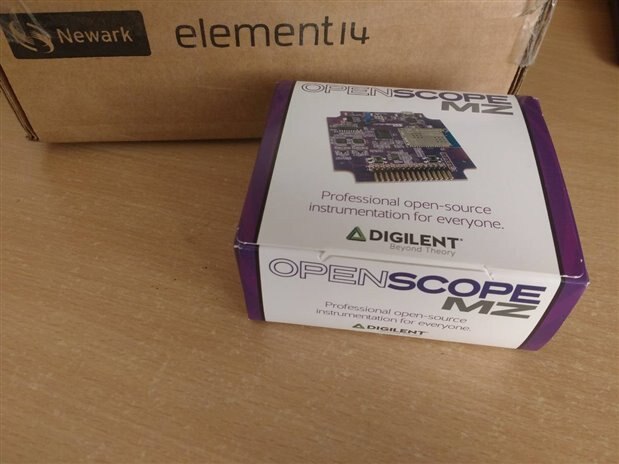 Newark
element14
OPENSCOPE
MZ
Professional open-source
instrumentation for everyone.
DIGILENT
Beyond Theory
OPENSCOPE
MZ
Professional open-source
instrumentation for everyone.
DIGILENT